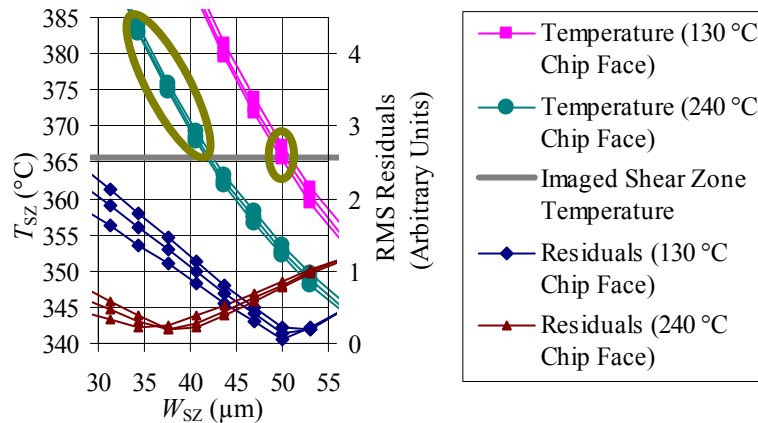 385
380
375
370
365
360
355
350
345
340
T_SZ (°C)
30
35
40
45
50
55
W_SZ (μm)
4
3
2
1
0
RMS Residuals
(Arbitrary Units)
Temperature (130 °C
Chip Face)
Temperature (240 °C
Chip Face)
Imaged Shear Zone
Temperature
Residuals (130 °C
Chip Face)
Residuals (240 °C
Chip Face)